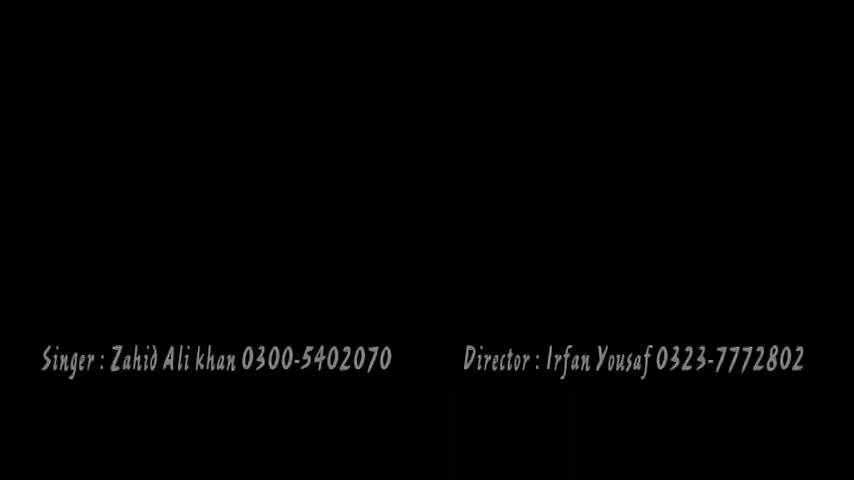 Singer : Zahid Ali khan 0300-5402070
Director : Irfan Yousaf 0323-7772802